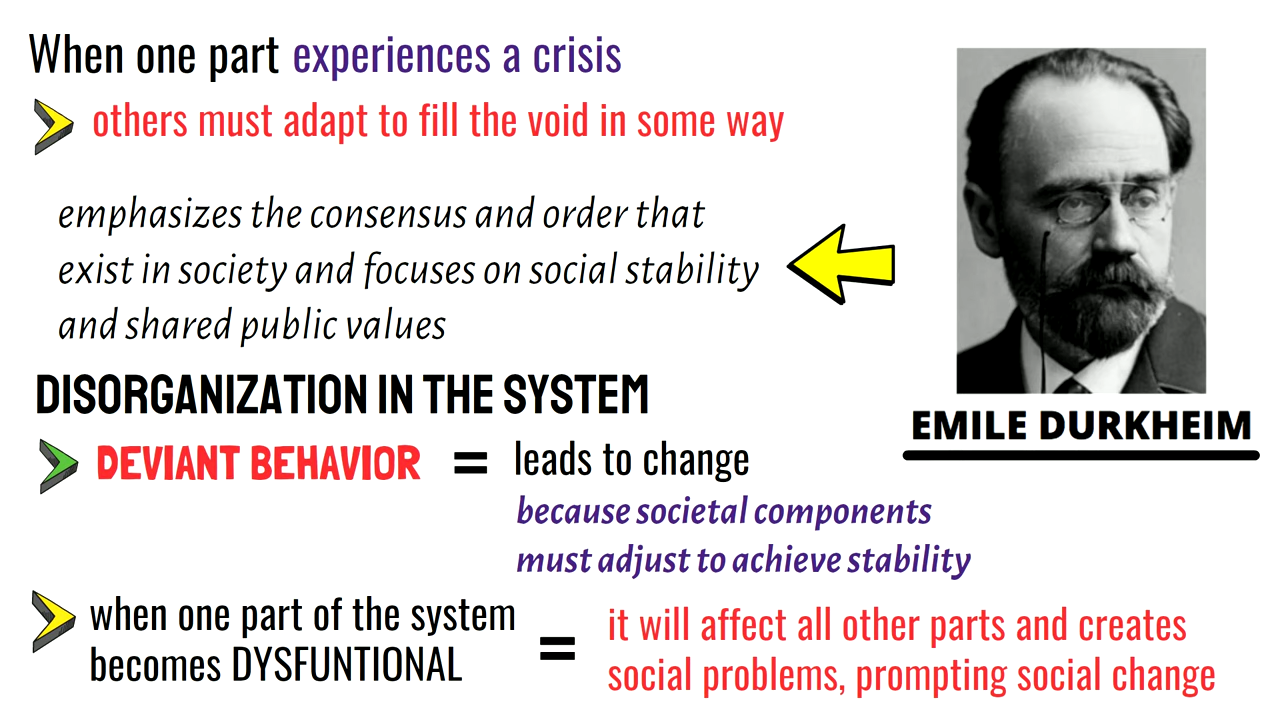 When one part experiences a crisis
others must adapt to fill the void in some way
emphasizes the consensus and order that
exist in society and focuses on social stability
and shared public values
EMILE DURKHEIM
DISORGANIZATION IN THE SYSTEM
DEVIANT BEHAVIOR = leads to change
because societal components
must adjust to achieve stability
when one part of the system
becomes DYSFUNTIONAL
=
it will affect all other parts and creates
social problems, prompting social change